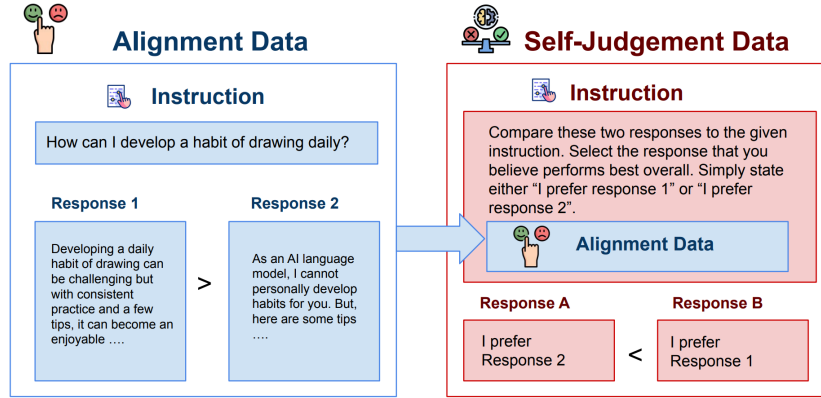 Alignment Data
Instruction
How can I develop a habit of drawing daily?
Response 1
Response 2
Developing a daily
habit of drawing can
be challenging but
with consistent
practice and a few
tips, it can become an
enjoyable ….
>
As an AI language
model, I cannot
personally develop
habits for you. But,
here are some tips
….
Self-Judgement Data
Instruction
Compare these two responses to the given
instruction. Select the response that you
believe performs best overall. Simply state
either “I prefer response 1” or “I prefer
response 2”.
Alignment Data
Response A
Response B
I prefer
Response 2
<
I prefer
Response 1